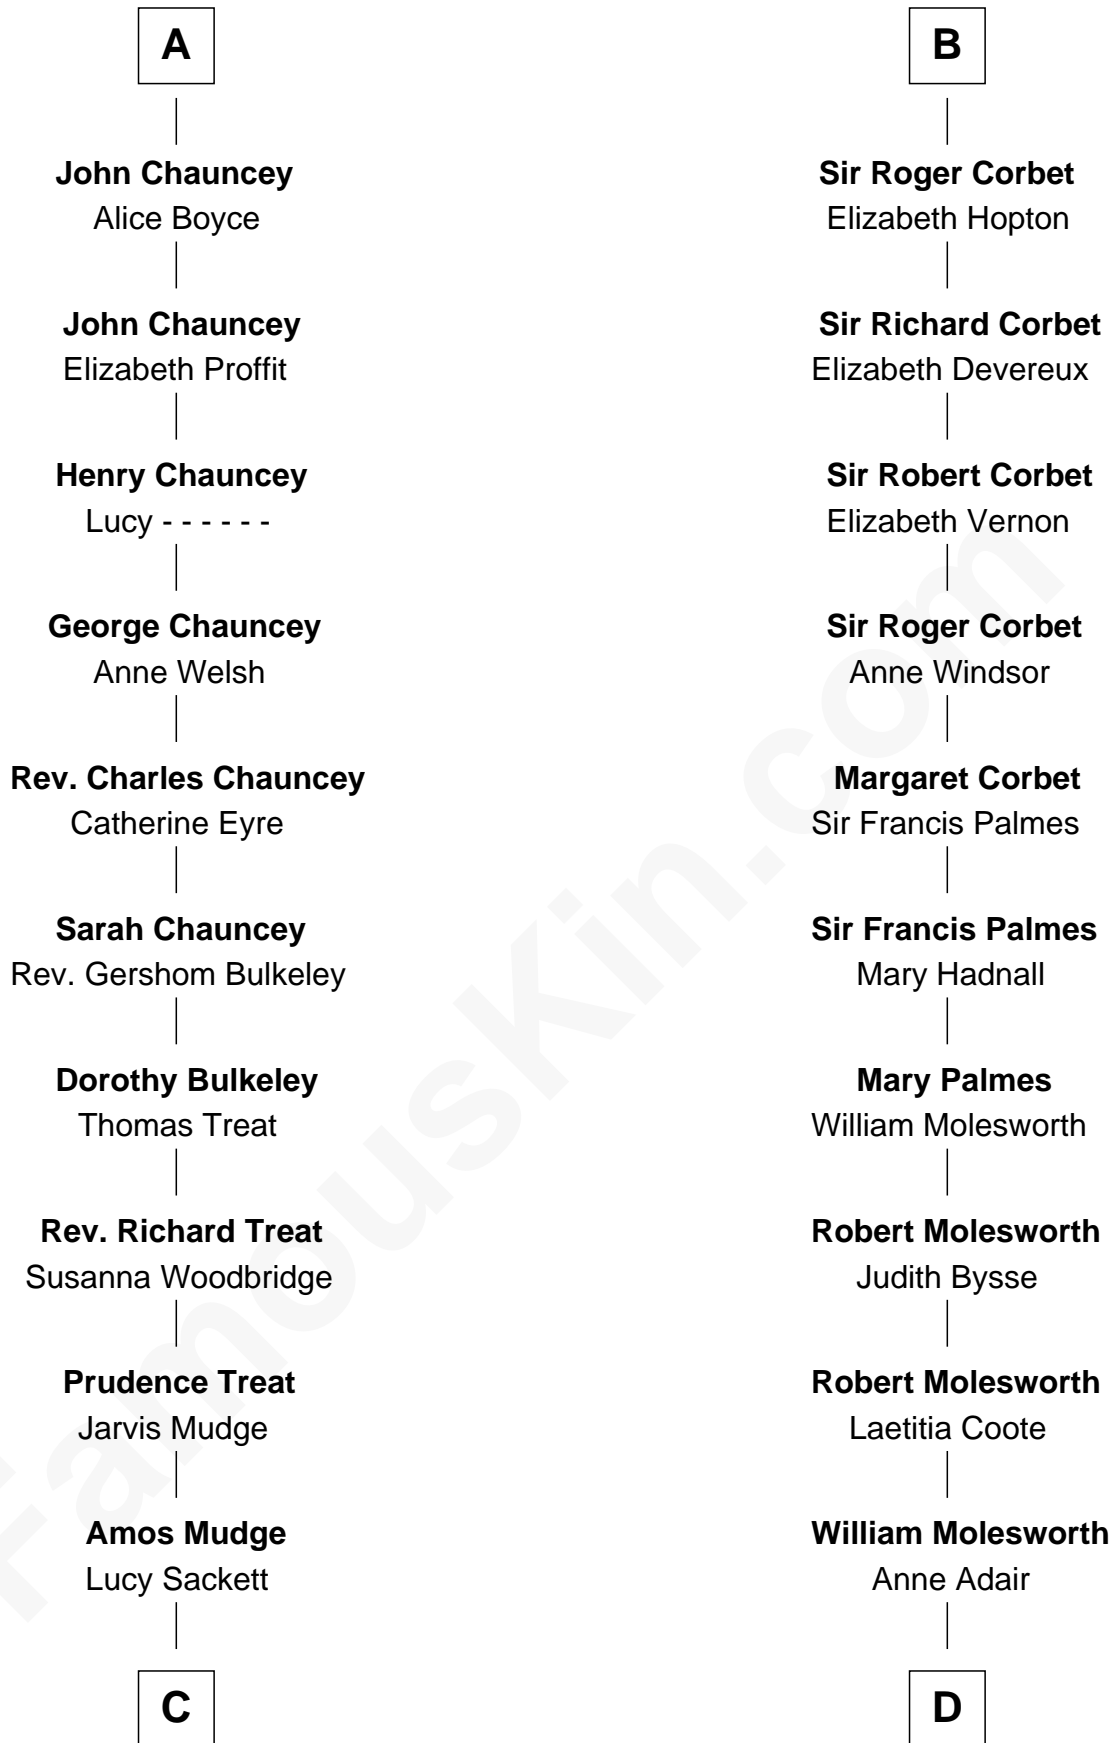 A
John Chauncey
Alice Boyce
John Chauncey
Elizabeth Proffit
Henry Chauncey
Lucy - - - - - -
George Chauncey
Anne Welsh
Rev. Charles Chauncey
Catherine Eyre
Sarah Chauncey
Rev. Gershom Bulkeley
Dorothy Bulkeley
Thomas Treat
Rev. Richard Treat
Susanna Woodbridge
Prudence Treat
Jarvis Mudge
Amos Mudge
Lucy Sackett
C
B
Sir Roger Corbet
Elizabeth Hopton
Sir Richard Corbet
Elizabeth Devereux
Sir Robert Corbet
Elizabeth Vernon
Sir Roger Corbet
Anne Windsor
Margaret Corbet
Sir Francis Palmes
Sir Francis Palmes
Mary Hadnall
Mary Palmes
William Molesworth
Robert Molesworth
Judith Bysse
Robert Molesworth
Laetitia Coote
William Molesworth
Anne Adair
D
FamousKin.com